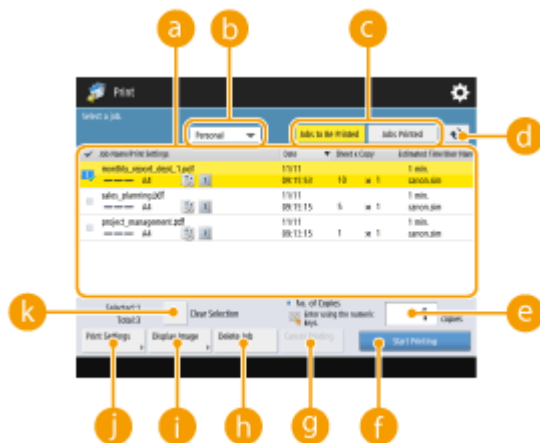 a b c
Print
Select a job.
Personal Jobs to Be Printed Jobs Printed d
Job Name/Print Settings Date Sheet x Copy Estimated Time/User Name
monthly_report_dept_1.pdf 11/11 1 min.
A4 09:15:53 10 x 1 canon.sim
sales_planning.pdf 11/11 1 min.
A4 09:15:15 5 x 1 canon.sim
project_management.pdf 11/11 1 min.
A4 09:13:15 1 x 1 canon.sim
Selected:1 k Clear Selection No. of Copies e
Total:3 Enter using the numeric keys. copies
Print Settings Display Image Delete Job Cancel Printing Start Printing
j i h g f